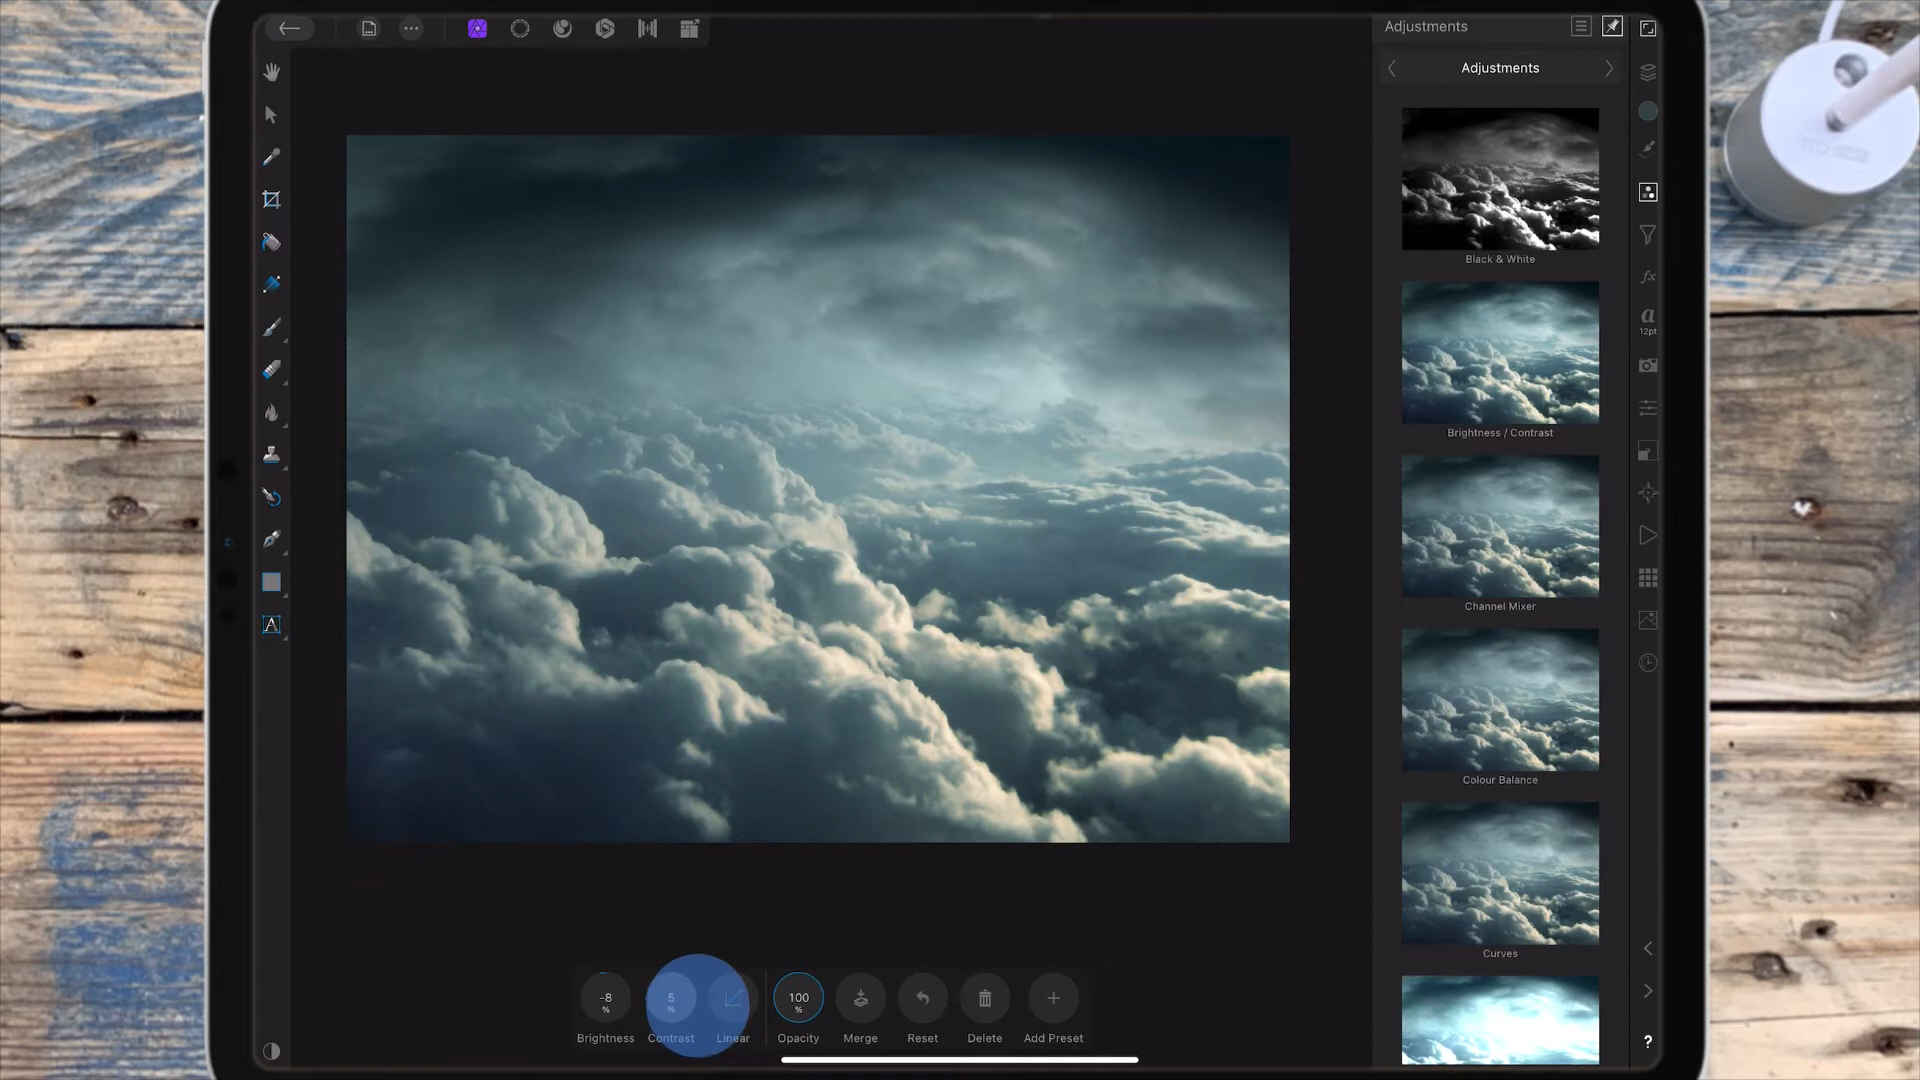 Adjustments
Adjustments
Black & White
Brightness / Contrast
Channel Mixer
Colour Balance
Curves
fx
a
12pt
A
-8
%
5
%
100
%
Brightness
Contrast
Linear
Opacity
Merge
Reset
Delete
Add Preset
?